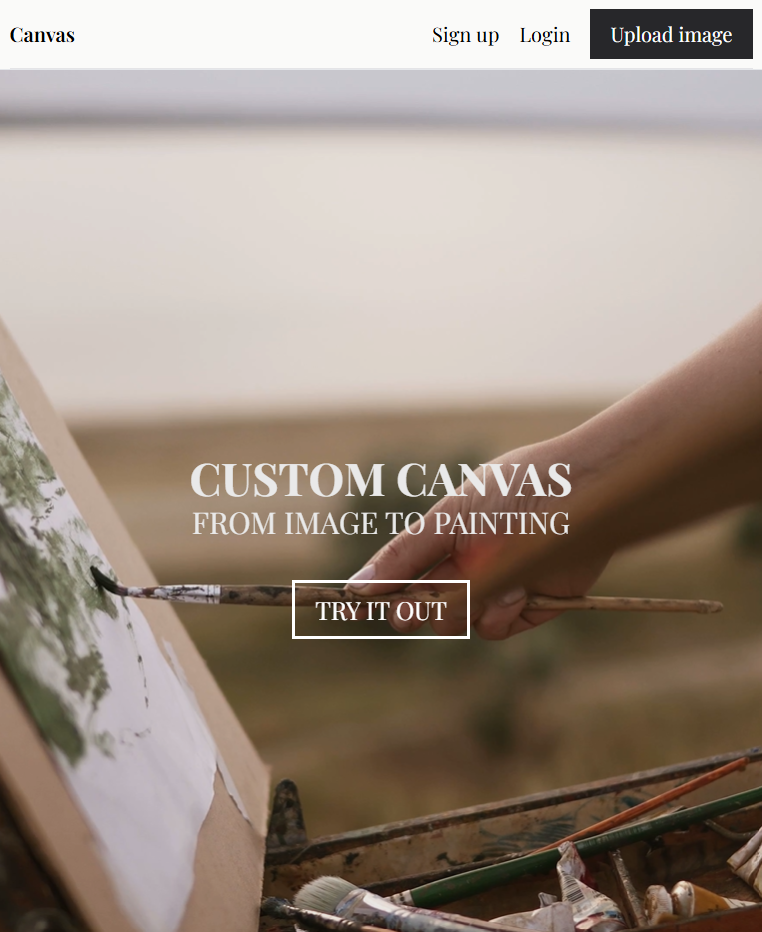 Canvas
Sign up Login Upload image
CUSTOM CANVAS
FROM IMAGE TO PAINTING
TRY IT OUT